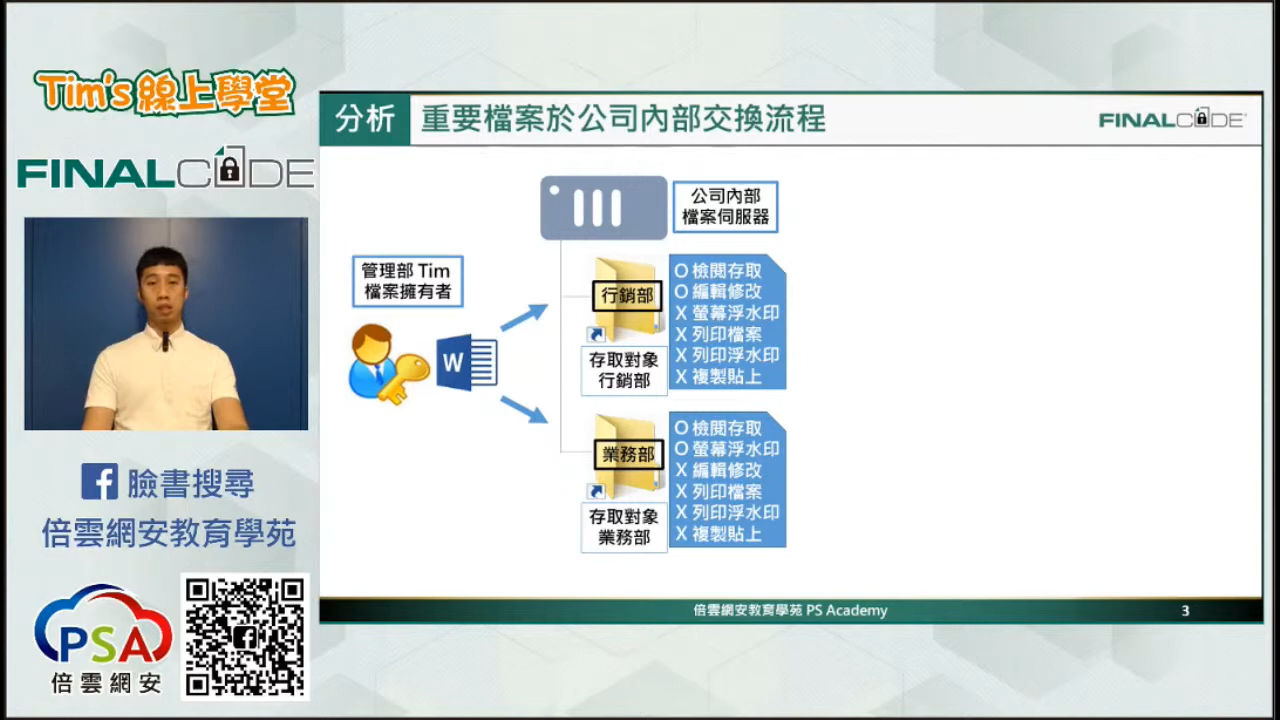 Tim's線上學堂
FINALCODE
臉書搜尋
倍雲網安教育學苑
PSA
倍雲網安
分析
重要檔案於公司內部交換流程
FINALCODE
公司內部
檔案伺服器
管理部 Tim
檔案擁有者
W
行銷部
O 檢閱存取
O 編輯修改
X 螢幕浮水印
X 列印檔案
X 列印浮水印
X 複製貼上
存取對象
行銷部
業務部
O 檢閱存取
O 螢幕浮水印
X 編輯修改
X 列印檔案
X 列印浮水印
X 複製貼上
存取對象
業務部
倍雲網安教育學苑 PS Academy
3